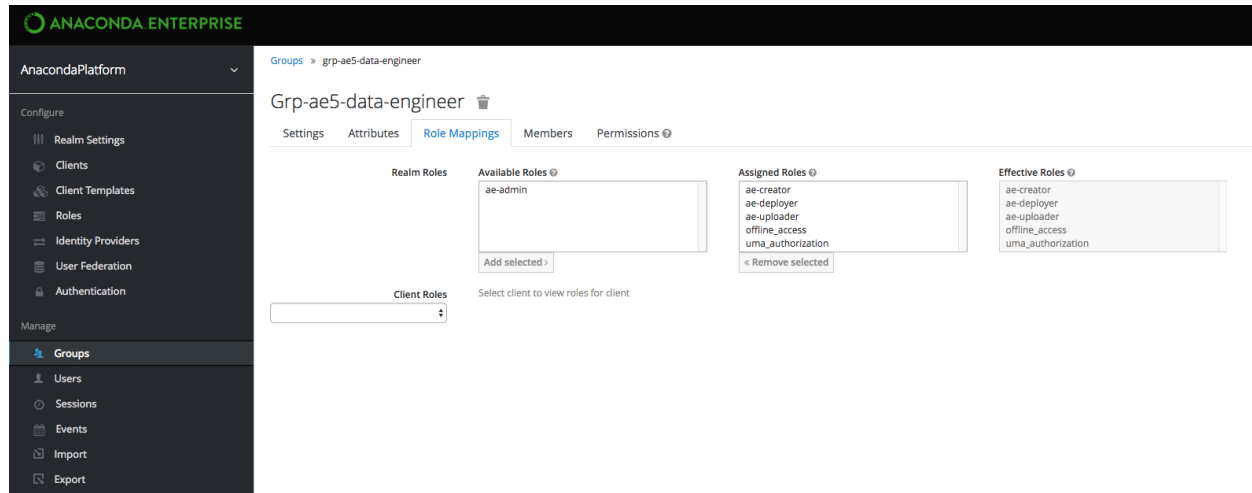 ANACONDA.ENTERPRISE
AnacondaPlatform
Configure
Realm Settings
Clients
Client Templates
Roles
Identity Providers
User Federation
Authentication
Manage
Groups
Users
Sessions
Events
Import
Export
Groups » grp-ae5-data-engineer
Grp-ae5-data-engineer
Settings Attributes Role Mappings Members Permissions
Realm Roles
Available Roles
ae-admin
Add selected >
Assigned Roles
ae-creator
ae-deployer
ae-uploader
offline_access
uma_authorization
« Remove selected
Effective Roles
ae-creator
ae-deployer
ae-uploader
offline_access
uma_authorization
Client Roles
Select client to view roles for client